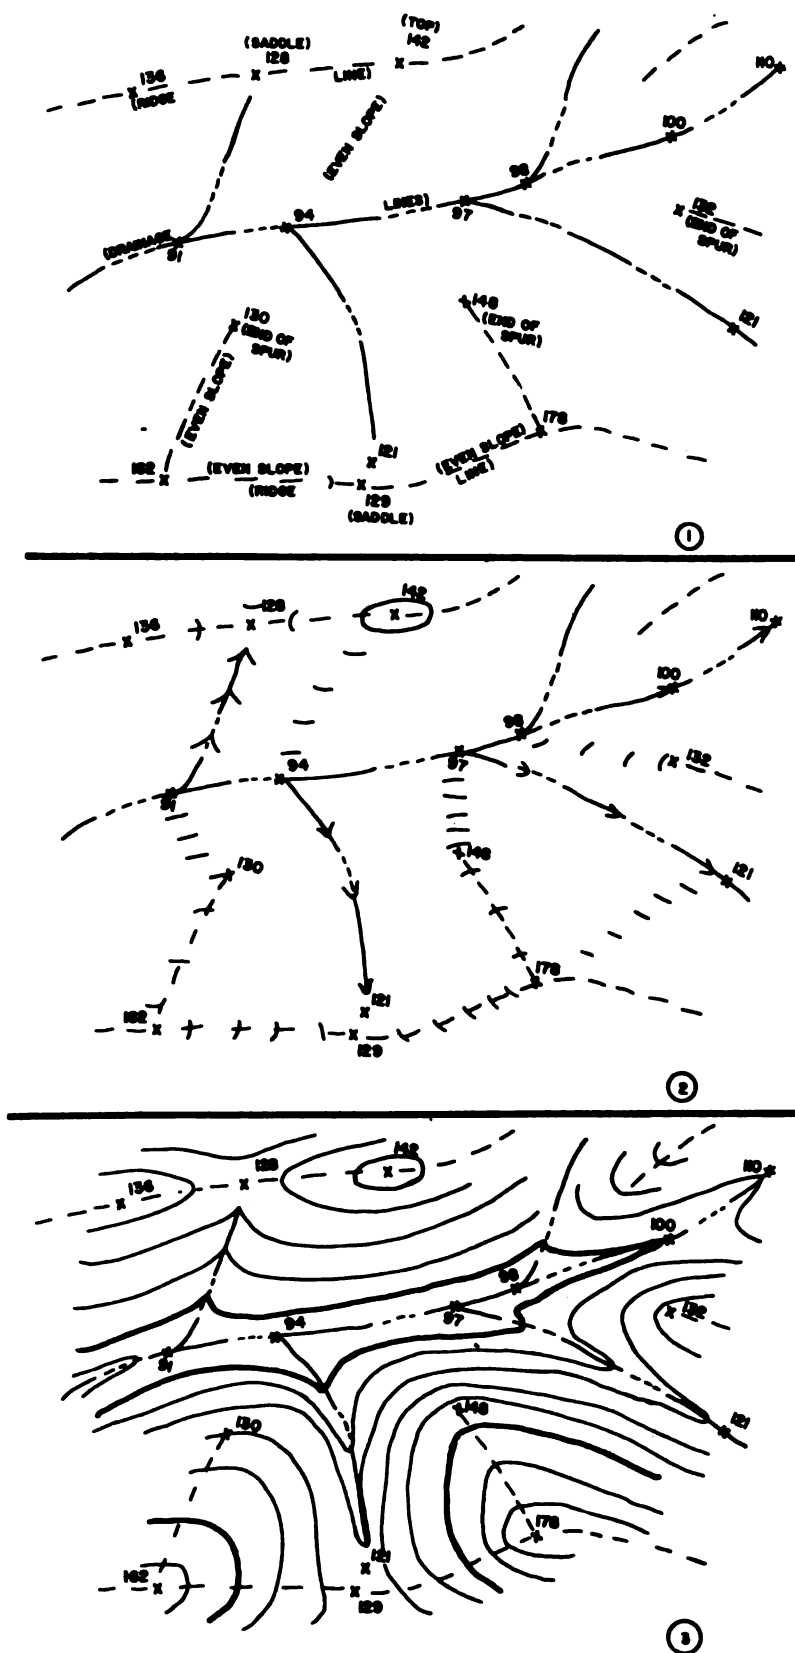 (TOP)
142
(SADDLE)
128
LINE)
136
(RIDGE
110
(EVEN SLOPE)
100
98
132
(END OF
SPUR)
LINES)
97
94
(DRAINAGE
91
130
(END OF
SPUR)
148
(END OF
SPUR)
121
(EVEN SLOPE)
178
121
(EVEN SLOPE)
LINE)
162
(EVEN SLOPE)
(RIDGE
)
129
(SADDLE)
1
142
128
136
110
100
98
132
97
94
91
130
148
121
178
121
162
129
2
142
128
136
110
100
98
132
97
94
91
148
121
130
178
121
162
129
3